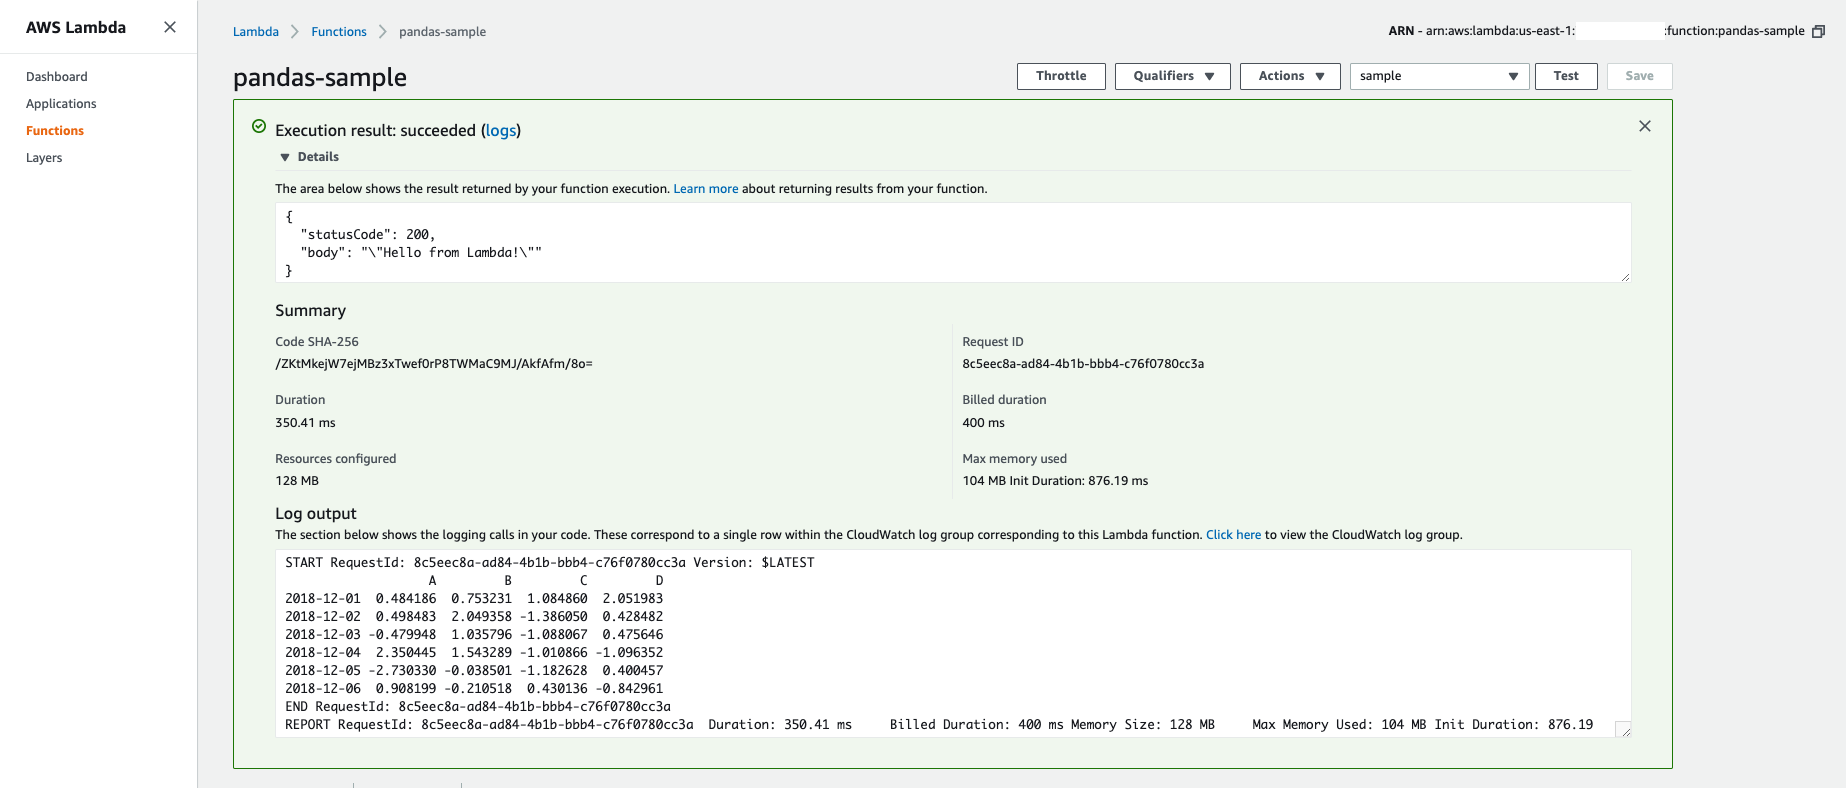 AWS Lambda
Dashboard
Applications
Functions
Layers
Lambda Functions pandas-sample
ARN - arn:aws:lambda:us-east-1: :function:pandas-sample
pandas-sample
Throttle Qualifiers Actions sample Test Save
Execution result: succeeded (logs)
Details
The area below shows the result returned by your function execution. Learn more about returning results from your function.
{
  "statusCode": 200,
  "body": "\"Hello from Lambda!\""
}
Summary
Code SHA-256
/ZKtMkejW7ejMBz3xTwef0rP8TWMaC9MJ/AkfAfm/8o=
Request ID
8c5eec8a-ad84-4b1b-bbb4-c76f0780cc3a
Duration
350.41 ms
Billed duration
400 ms
Resources configured
128 MB
Max memory used
104 MB Init Duration: 876.19 ms
Log output
The section below shows the logging calls in your code. These correspond to a single row within the CloudWatch log group corresponding to this Lambda function. Click here to view the CloudWatch log group.
START RequestId: 8c5eec8a-ad84-4b1b-bbb4-c76f0780cc3a Version: $LATEST
                   A         B         C         D
2018-12-01  0.484186  0.753231  1.084860  2.051983
2018-12-02  0.498483  2.049358 -1.386050  0.428482
2018-12-03 -0.479948  1.035796 -1.088067  0.475646
2018-12-04  2.350445  1.543289 -1.010866 -1.096352
2018-12-05 -2.730330 -0.038501 -1.182628  0.400457
2018-12-06  0.908199 -0.210518  0.430136 -0.842961
END RequestId: 8c5eec8a-ad84-4b1b-bbb4-c76f0780cc3a
REPORT RequestId: 8c5eec8a-ad84-4b1b-bbb4-c76f0780cc3a  Duration: 350.41 ms     Billed Duration: 400 ms Memory Size: 128 MB     Max Memory Used: 104 MB Init Duration: 876.19